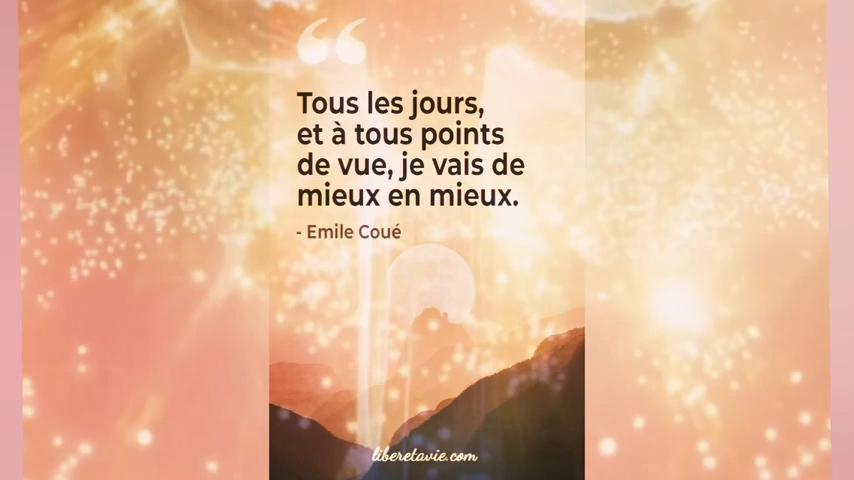 Tous les jours,
et à tous points
de vue, je vais de
mieux en mieux.
- Emile Coué
liberetavie.com